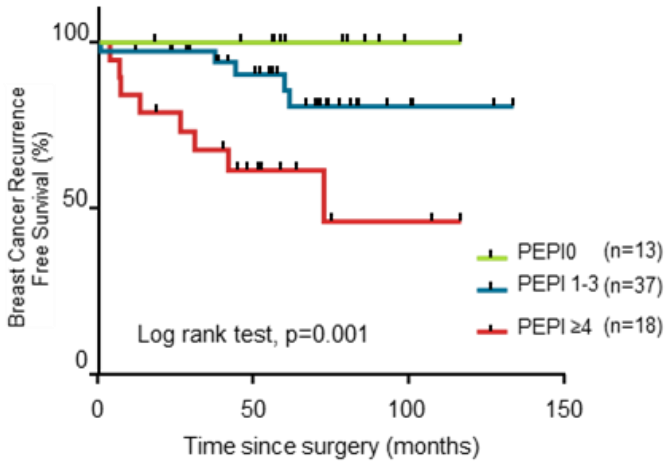 100
50
0
Breast Cancer Recurrence
Free Survival (%)
PEPI0 (n=13)
PEPI 1-3 (n=37)
PEPI ≥4 (n=18)
Log rank test, p=0.001
0 50 100 150
Time since surgery (months)